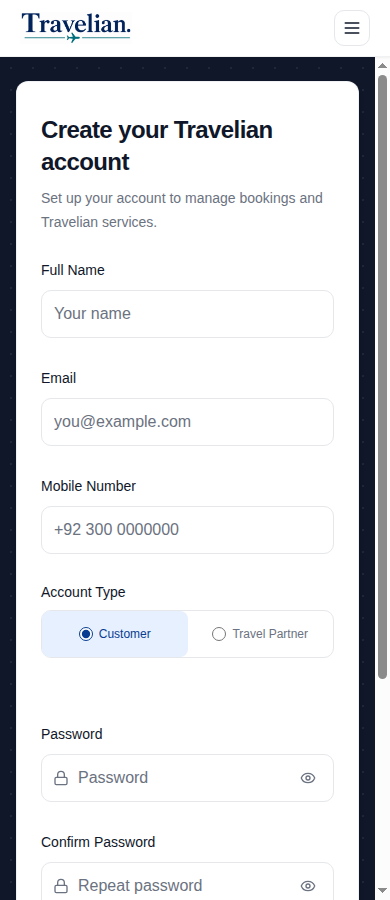 Travelian.
Create your Travelian
account
Set up your account to manage bookings and
Travelian services.
Full Name
Your name
Email
you@example.com
Mobile Number
+92 300 0000000
Account Type
Customer
Travel Partner
Password
Password
Confirm Password
Repeat password